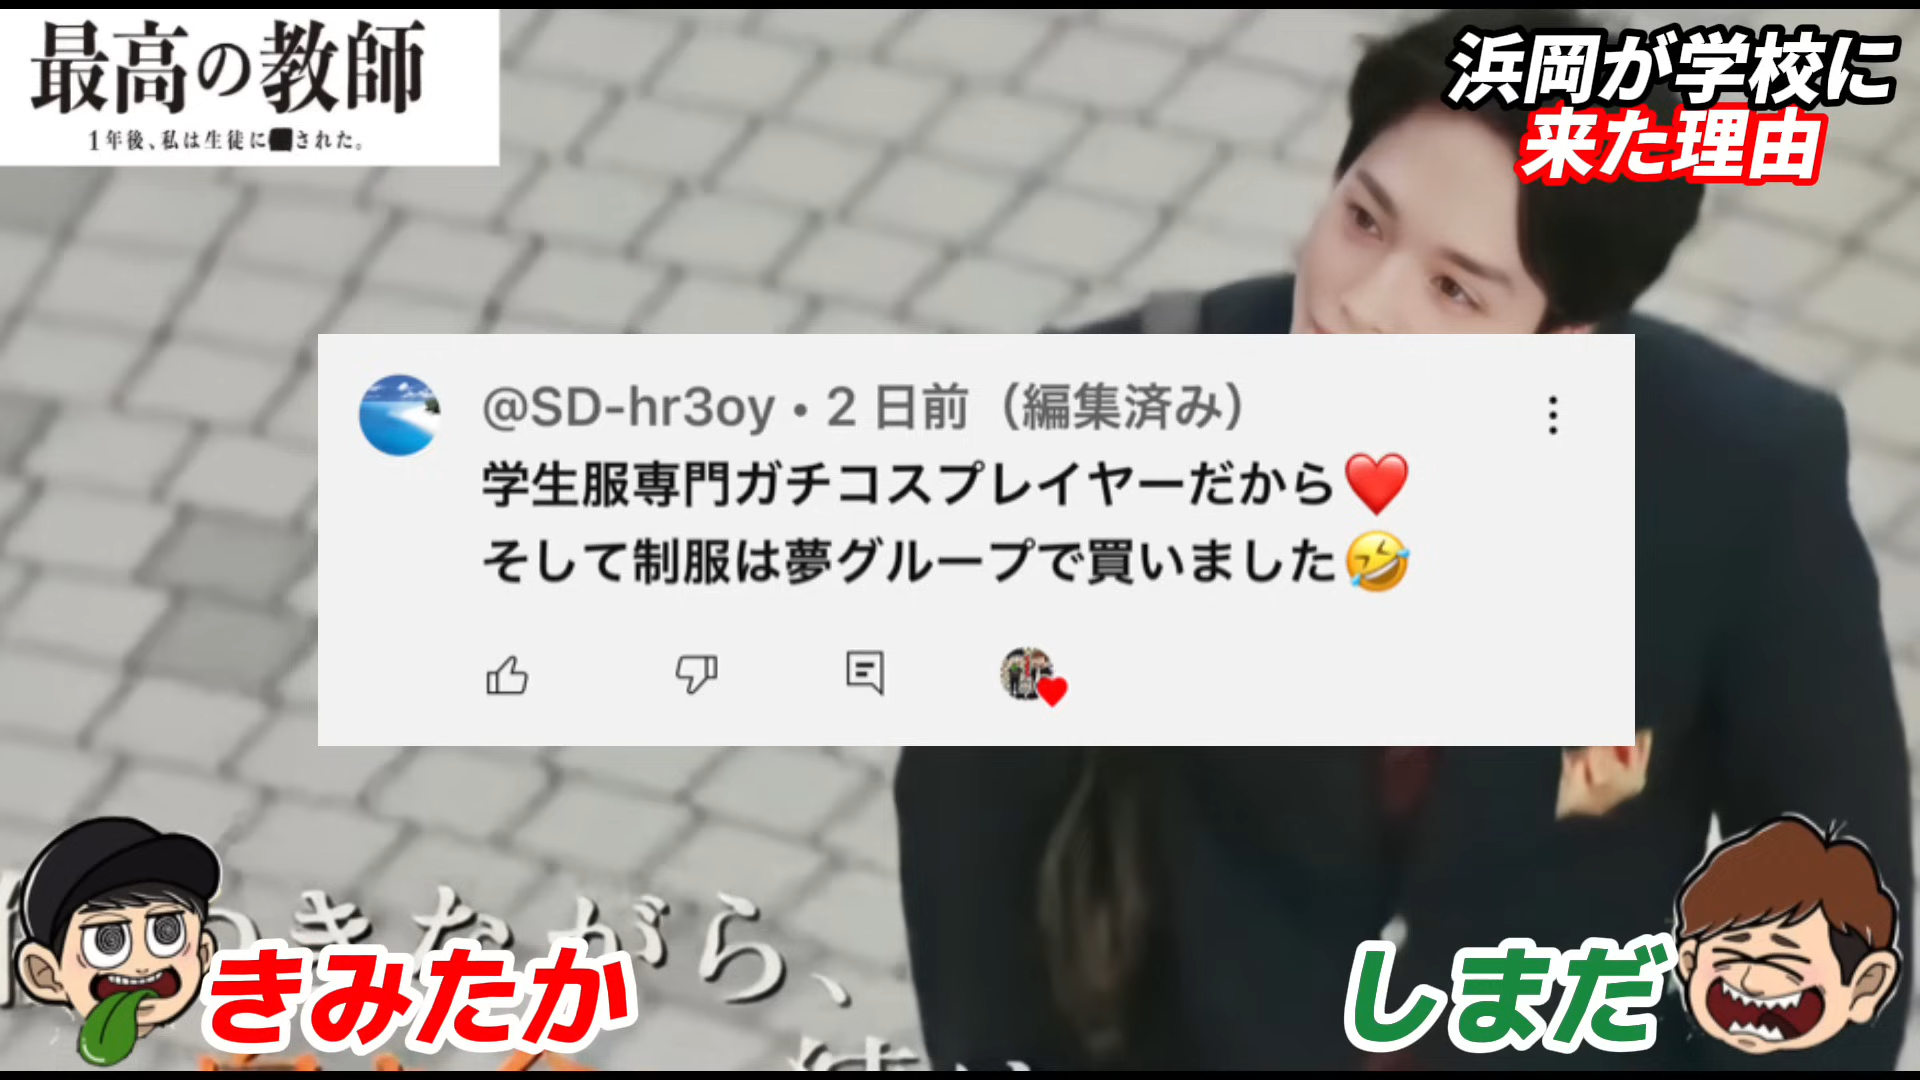 最高の教師
1年後、私は生徒に■された。
浜岡が学校に
来た理由
@SD-hr3oy・2 日前（編集済み）
学生服専門ガチコスプレイヤーだから❤️
そして制服は夢グループで買いました🤣
きながら、
きみたか
しまだ